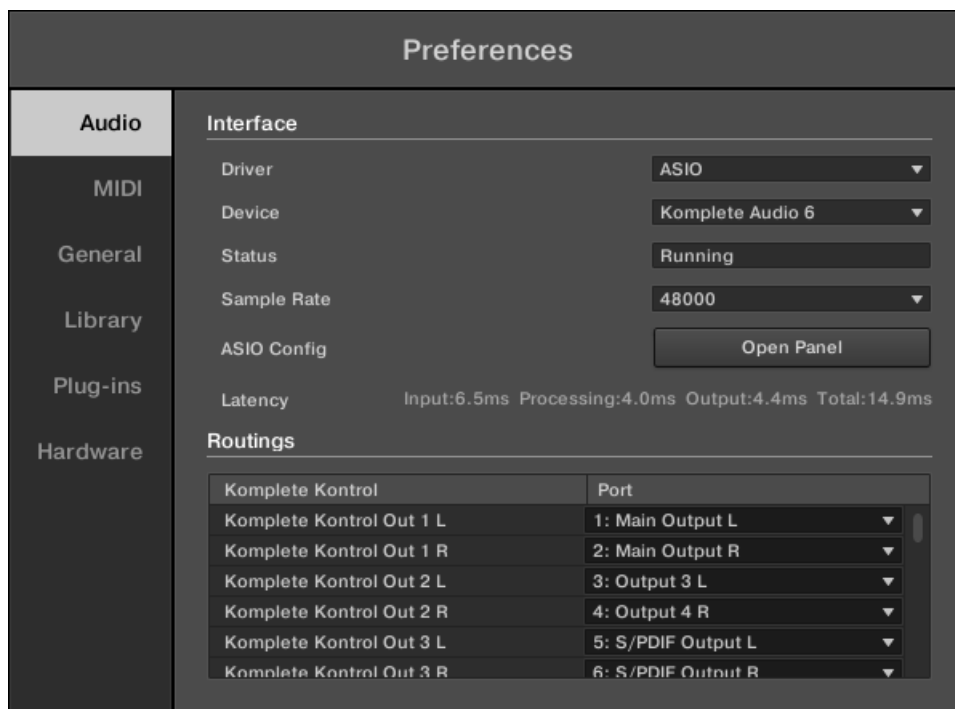 Preferences
Audio
MIDI
General
Library
Plug-ins
Hardware
Interface
Driver ASIO
Device Komplete Audio 6
Status Running
Sample Rate 48000
ASIO Config Open Panel
Latency Input:6.5ms Processing:4.0ms Output:4.4ms Total:14.9ms
Routings
Komplete Kontrol Port
Komplete Kontrol Out 1 L 1: Main Output L
Komplete Kontrol Out 1 R 2: Main Output R
Komplete Kontrol Out 2 L 3: Output 3 L
Komplete Kontrol Out 2 R 4: Output 4 R
Komplete Kontrol Out 3 L 5: S/PDIF Output L
Komplete Kontrol Out 3 R 6: S/PDIF Output R